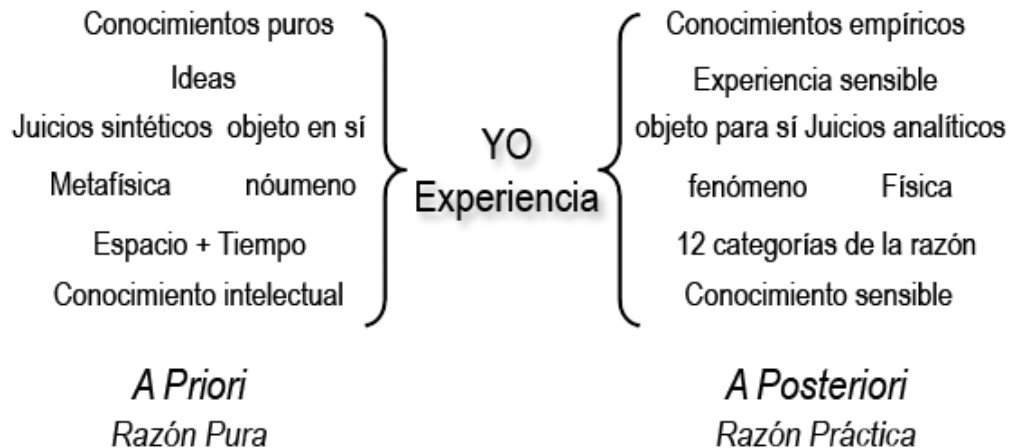 Conocimientos puros
Ideas
Juicios sintéticos objeto en sí
Metafísica nóumeno
Espacio + Tiempo
Conocimiento intelectual
A Priori
Razón Pura
YO
Experiencia
Conocimientos empíricos
Experiencia sensible
objeto para sí Juicios analíticos
fenómeno Física
12 categorías de la razón
Conocimiento sensible
A Posteriori
Razón Práctica